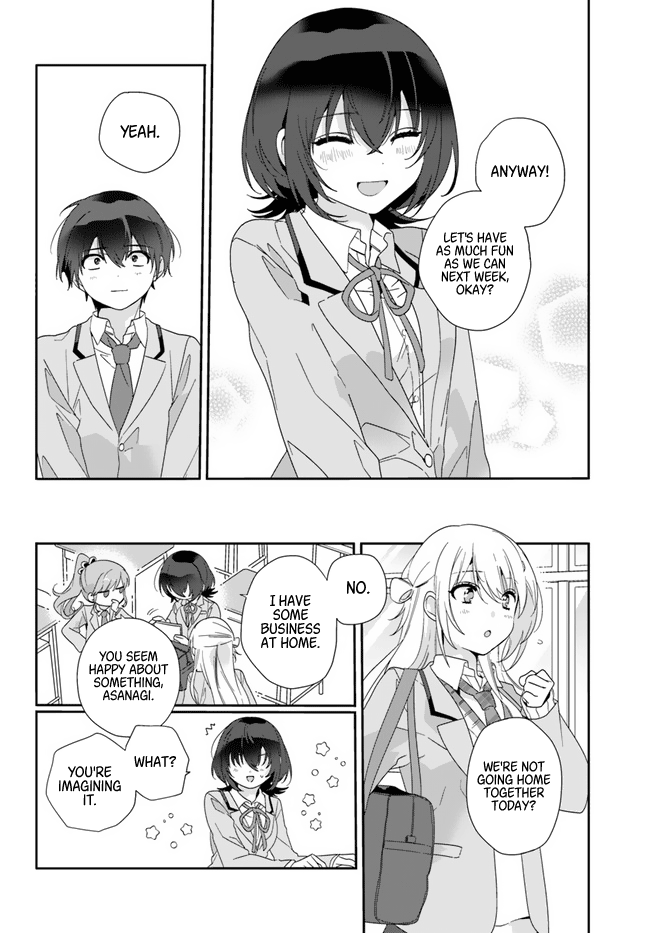 ANYWAY!
LET'S HAVE
AS MUCH FUN
AS WE CAN
NEXT WEEK,
OKAY?
YEAH.
WE'RE NOT
GOING HOME
TOGETHER
TODAY?
NO.
I HAVE
SOME
BUSINESS
AT HOME.
YOU SEEM
HAPPY ABOUT
SOMETHING,
ASANAGI.
WHAT?
YOU'RE
IMAGINING
IT.